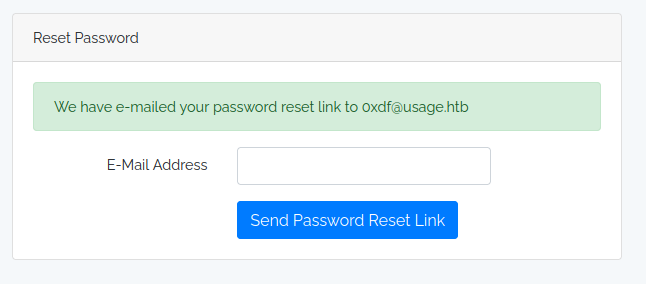 Reset Password
We have e-mailed your password reset link to 0xdf@usage.htb
E-Mail Address
Send Password Reset Link